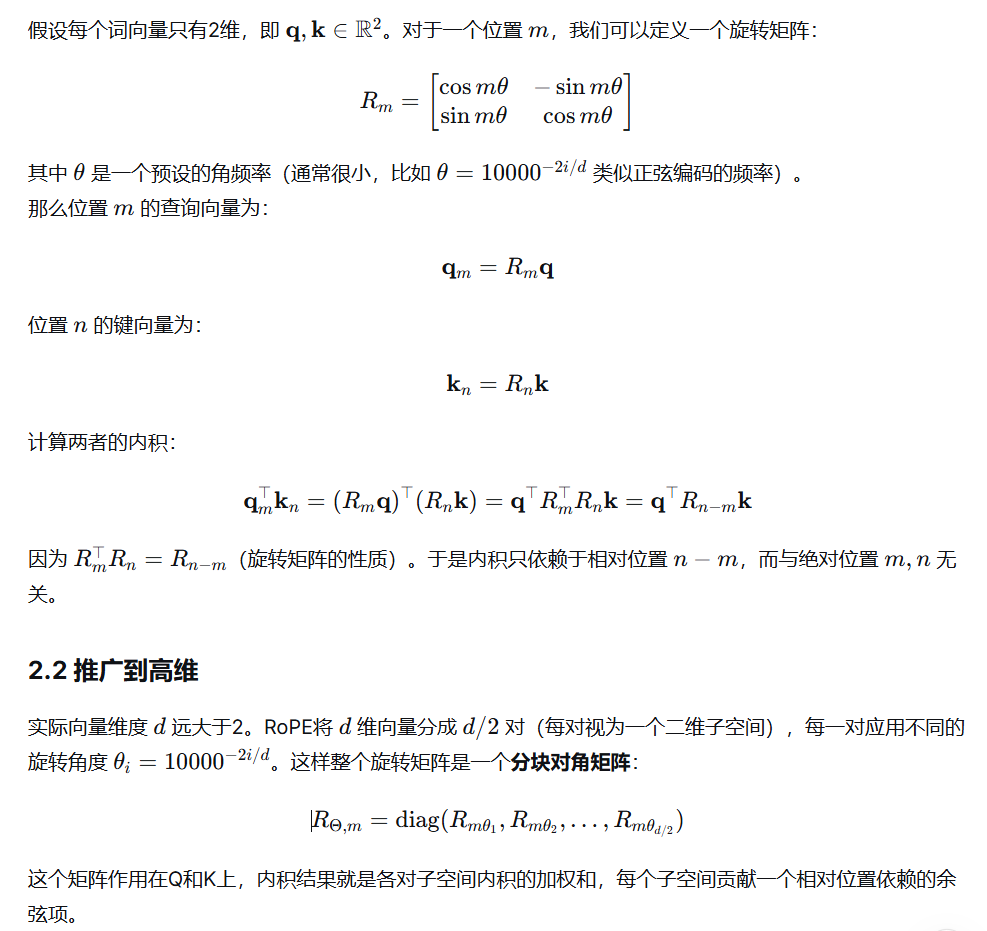 假设每个词向量只有2维，即 $\mathbf{q}, \mathbf{k} \in \mathbb{R}^2$。对于一个位置 $m$，我们可以定义一个旋转矩阵：
$R_m = \begin{bmatrix} \cos m\theta & -\sin m\theta \\ \sin m\theta & \cos m\theta \end{bmatrix}$
其中 $\theta$ 是一个预设的角频率（通常很小，比如 $\theta = 10000^{-2i/d}$ 类似正弦编码的频率）。
那么位置 $m$ 的查询向量为：
$\mathbf{q}_m = R_m \mathbf{q}$
位置 $n$ 的键向量为：
$\mathbf{k}_n = R_n \mathbf{k}$
计算两者的内积：
$\mathbf{q}_m^\top \mathbf{k}_n = (R_m \mathbf{q})^\top (R_n \mathbf{k}) = \mathbf{q}^\top R_m^\top R_n \mathbf{k} = \mathbf{q}^\top R_{n-m} \mathbf{k}$
因为 $R_m^\top R_n = R_{n-m}$（旋转矩阵的性质）。于是内积只依赖于相对位置 $n - m$，而与绝对位置 $m, n$ 无
关。
2.2 推广到高维
实际向量维度 $d$ 远大于2。RoPE将 $d$ 维向量分成 $d/2$ 对（每对视为一个二维子空间），每一对应用不同的
旋转角度 $\theta_i = 10000^{-2i/d}$。这样整个旋转矩阵是一个分块对角矩阵：
$R_{\Theta,m} = \text{diag}(R_{m\theta_1}, R_{m\theta_2}, \ldots, R_{m\theta_{d/2}})$
这个矩阵作用在Q和K上，内积结果就是各对子空间内积的加权和，每个子空间贡献一个相对位置依赖的余
弦项。